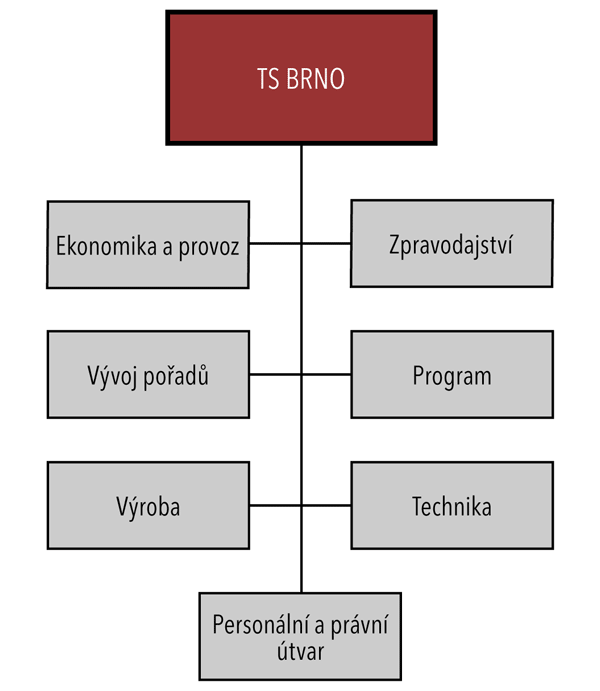 TS BRNO
Ekonomika a provoz
Zpravodajství
Vývoj pořadů
Program
Výroba
Technika
Personální a právní
útvar